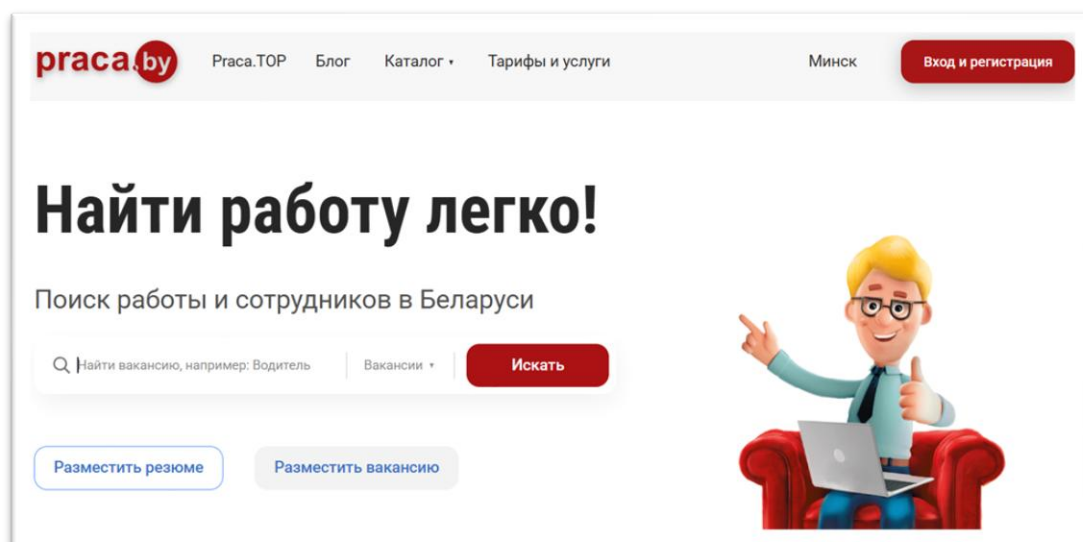 praca.by Praca.TOP Блог Каталог Тарифы и услуги Минск Вход и регистрация
Найти работу легко!
Поиск работы и сотрудников в Беларуси
Найти вакансию, например: Водитель Вакансии Искать
Разместить резюме Разместить вакансию